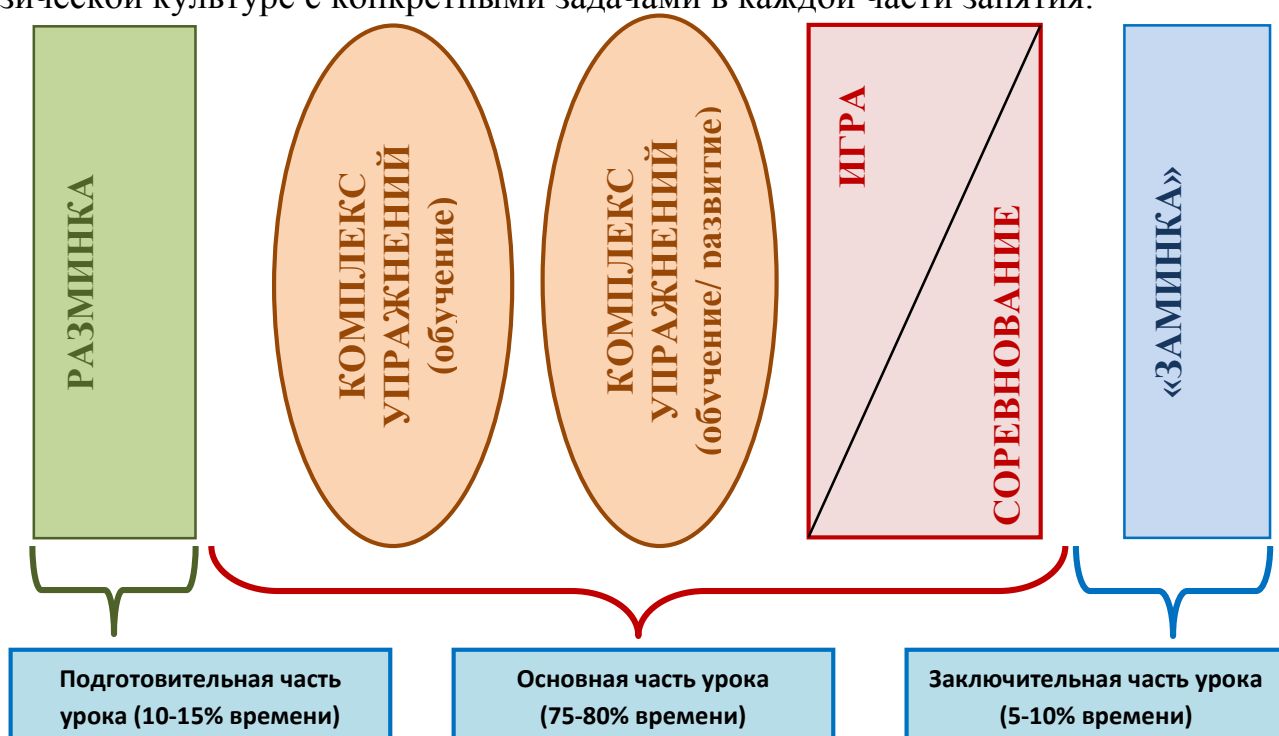 зической культуре с конкретными задачами в каждой части занятия.
РАЗМИНКА
КОМПЛЕКС
УПРАЖНЕНИЙ
(обучение)
КОМПЛЕКС
УПРАЖНЕНИЙ
(обучение/ развитие)
ИГРА
СОРЕВНОВАНИЕ
«ЗАМИНКА»
Подготовительная часть
урока (10-15% времени)
Основная часть урока
(75-80% времени)
Заключительная часть урока
(5-10% времени)